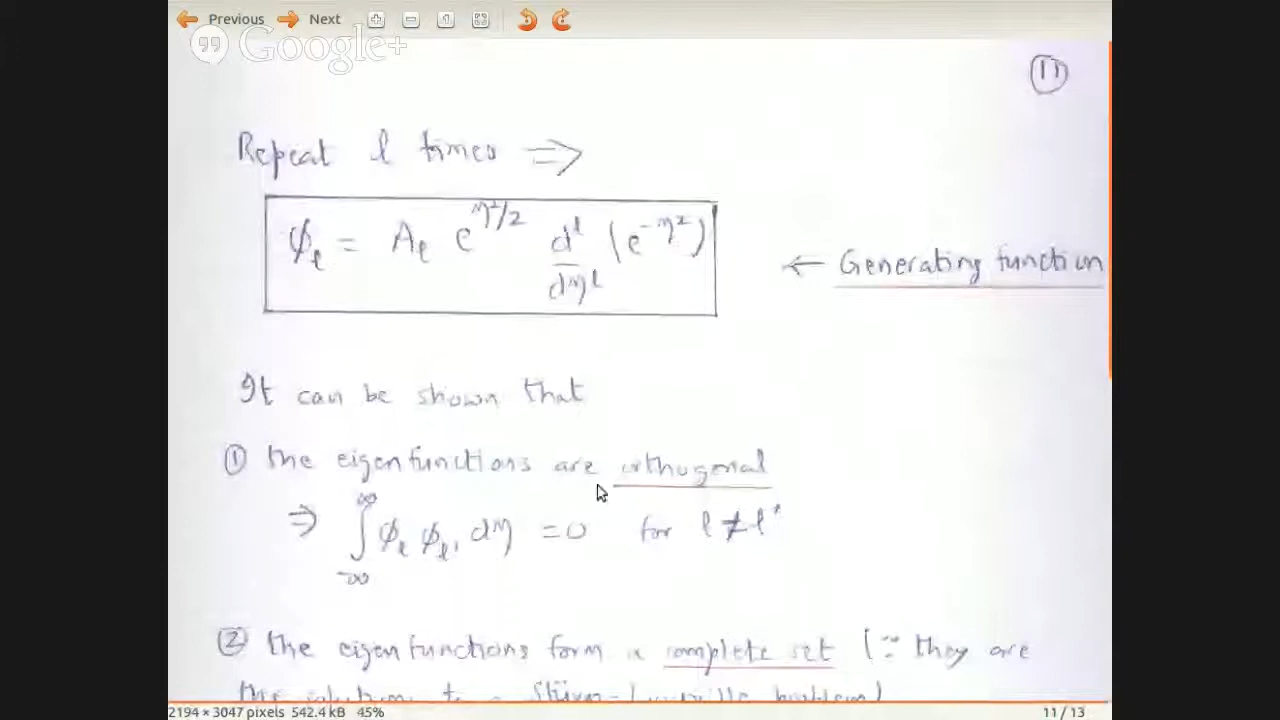 Previous Next
Google+
11
Repeat l times ⇒
ϕ_l = A_l e^{η²/2} d^l/dη^l (e^{-η²}) ← Generating function
It can be shown that
① the eigenfunctions are orthogonal
⇒ ∫_{-∞}^{∞} ϕ_l ϕ_{l'} dη = 0 for l ≠ l'
② the eigenfunctions form a complete set (∵ they are
2194 × 3047 pixels 542.4 kB 45% 11 / 13